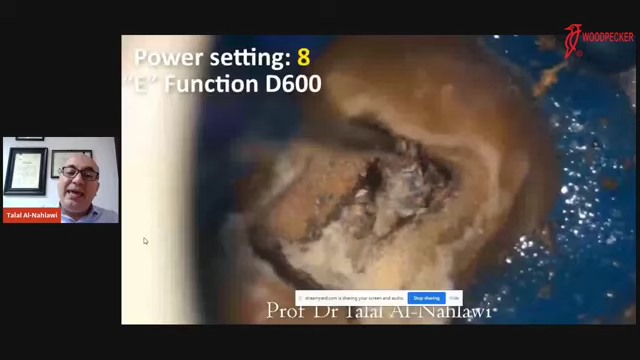 WOODPECKER
Power setting: 8
"E" Function D600
Talal Al-Nahlawi
streamyard.com is sharing your screen and audio.
Stop sharing
Hide
Prof Dr Talal Al-Nahlawi